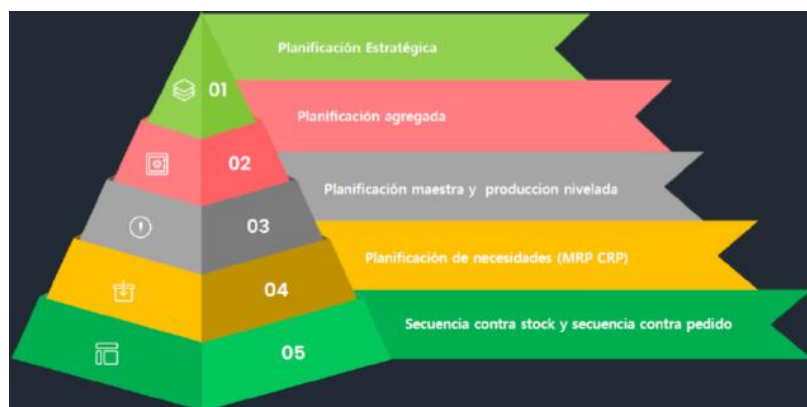 Planificación Estratégica
01
Planificación agregada
02
Planificación maestra y produccion nivelada
03
Planificación de necesidades (MRP CRP)
04
Secuencia contra stock y secuencia contra pedido
05